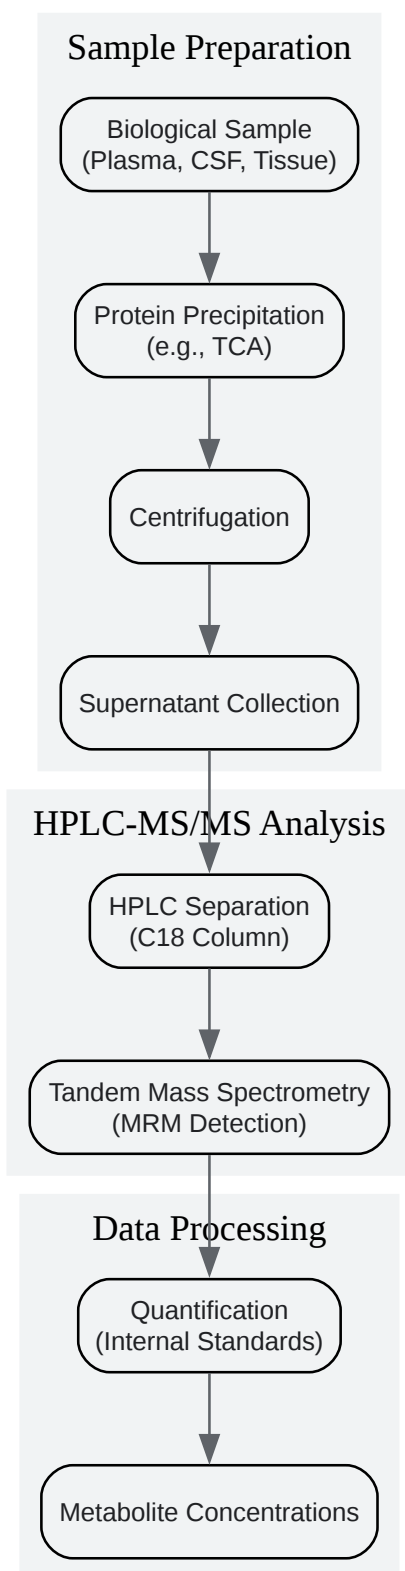 Sample Preparation
Biological Sample
(Plasma, CSF, Tissue)
Protein Precipitation
(e.g., TCA)
Centrifugation
Supernatant Collection
HPLC-MS/MS Analysis
HPLC Separation
(C18 Column)
Tandem Mass Spectrometry
(MRM Detection)
Data Processing
Quantification
(Internal Standards)
Metabolite Concentrations